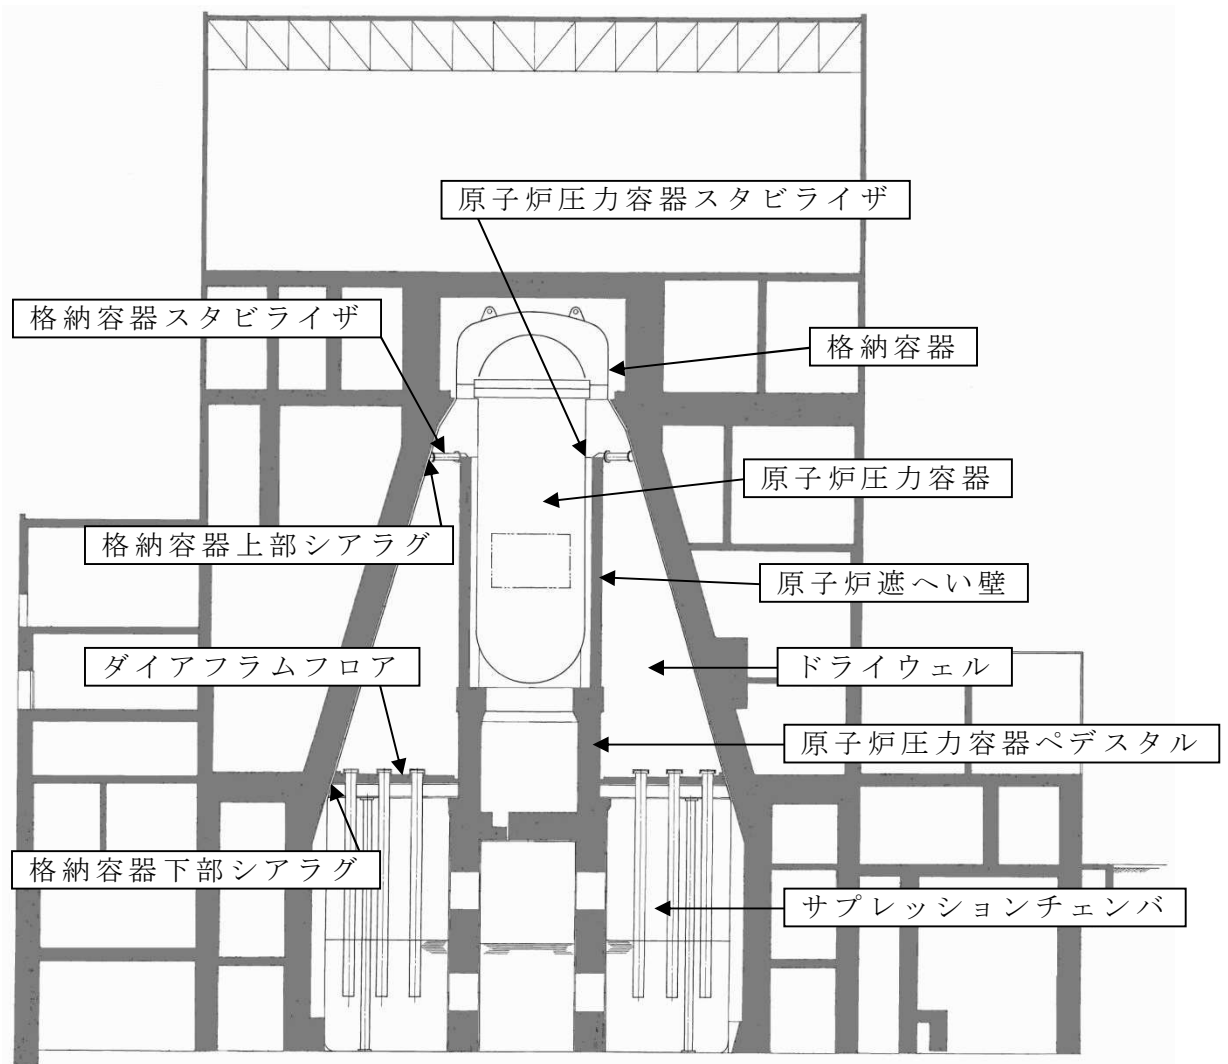 原子炉圧力容器スタビライザ
格納容器スタビライザ
格納容器
原子炉圧力容器
格納容器上部シアラグ
原子炉遮へい壁
ダイアフラムフロア
ドライウェル
原子炉圧力容器ペデスタル
格納容器下部シアラグ
サプレッションチェンバ